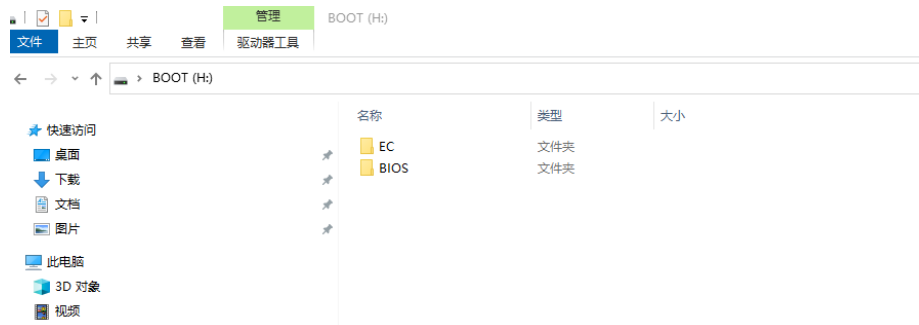 管理 BOOT (H:)
文件 主页 共享 查看 驱动器工具
BOOT (H:)
名称 类型 大小
快速访问
桌面
下载
文档
图片
此电脑
3D 对象
视频
EC 文件夹
BIOS 文件夹